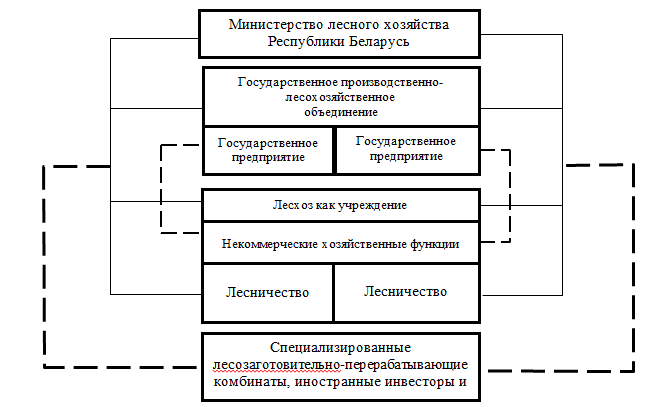 Министерство лесного хозяйства
Республики Беларусь
Государственное производственно-
лесохозяйственное
объединение
Государственное
предприятие
Государственное
предприятие
Лесхоз как учреждение
Некоммерческие хозяйственные функции
Лесничество
Лесничество
Специализированные
лесозаготовительно-перерабатывающие
комбинаты, иностранные инвесторы и